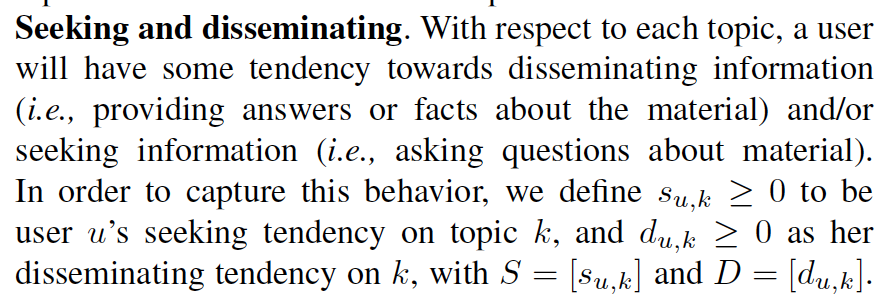 Seeking and disseminating. With respect to each topic, a user
will have some tendency towards disseminating information
(i.e., providing answers or facts about the material) and/or
seeking information (i.e., asking questions about material).
In order to capture this behavior, we define s_{u,k} ≥ 0 to be
user u's seeking tendency on topic k, and d_{u,k} ≥ 0 as her
disseminating tendency on k, with S = [s_{u,k}] and D = [d_{u,k}].